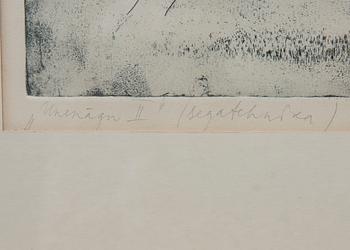 „Unenägu II" (segatehnika)